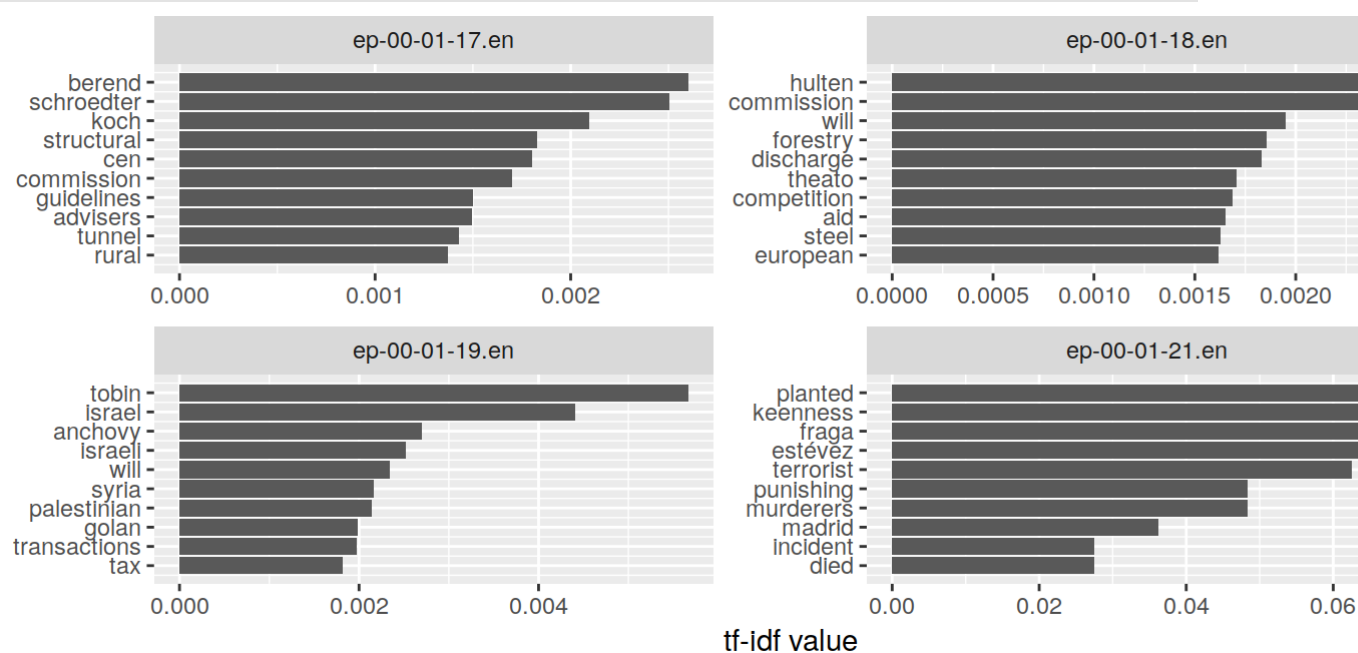 ep-00-01-17.en
berend
schroedter
koch
structural
cen
commission
guidelines
advisers
tunnel
rural
0.000 0.001 0.002
ep-00-01-18.en
hulten
commission
will
forestry
discharge
theato
competition
aid
steel
european
0.0000 0.0005 0.0010 0.0015 0.0020
ep-00-01-19.en
tobin
israel
anchovy
israeli
will
syria
palestinian
golan
transactions
tax
0.000 0.002 0.004
ep-00-01-21.en
planted
keenness
fraga
estévez
terrorist
punishing
murderers
madrid
incident
died
0.00 0.02 0.04 0.06
tf-idf value